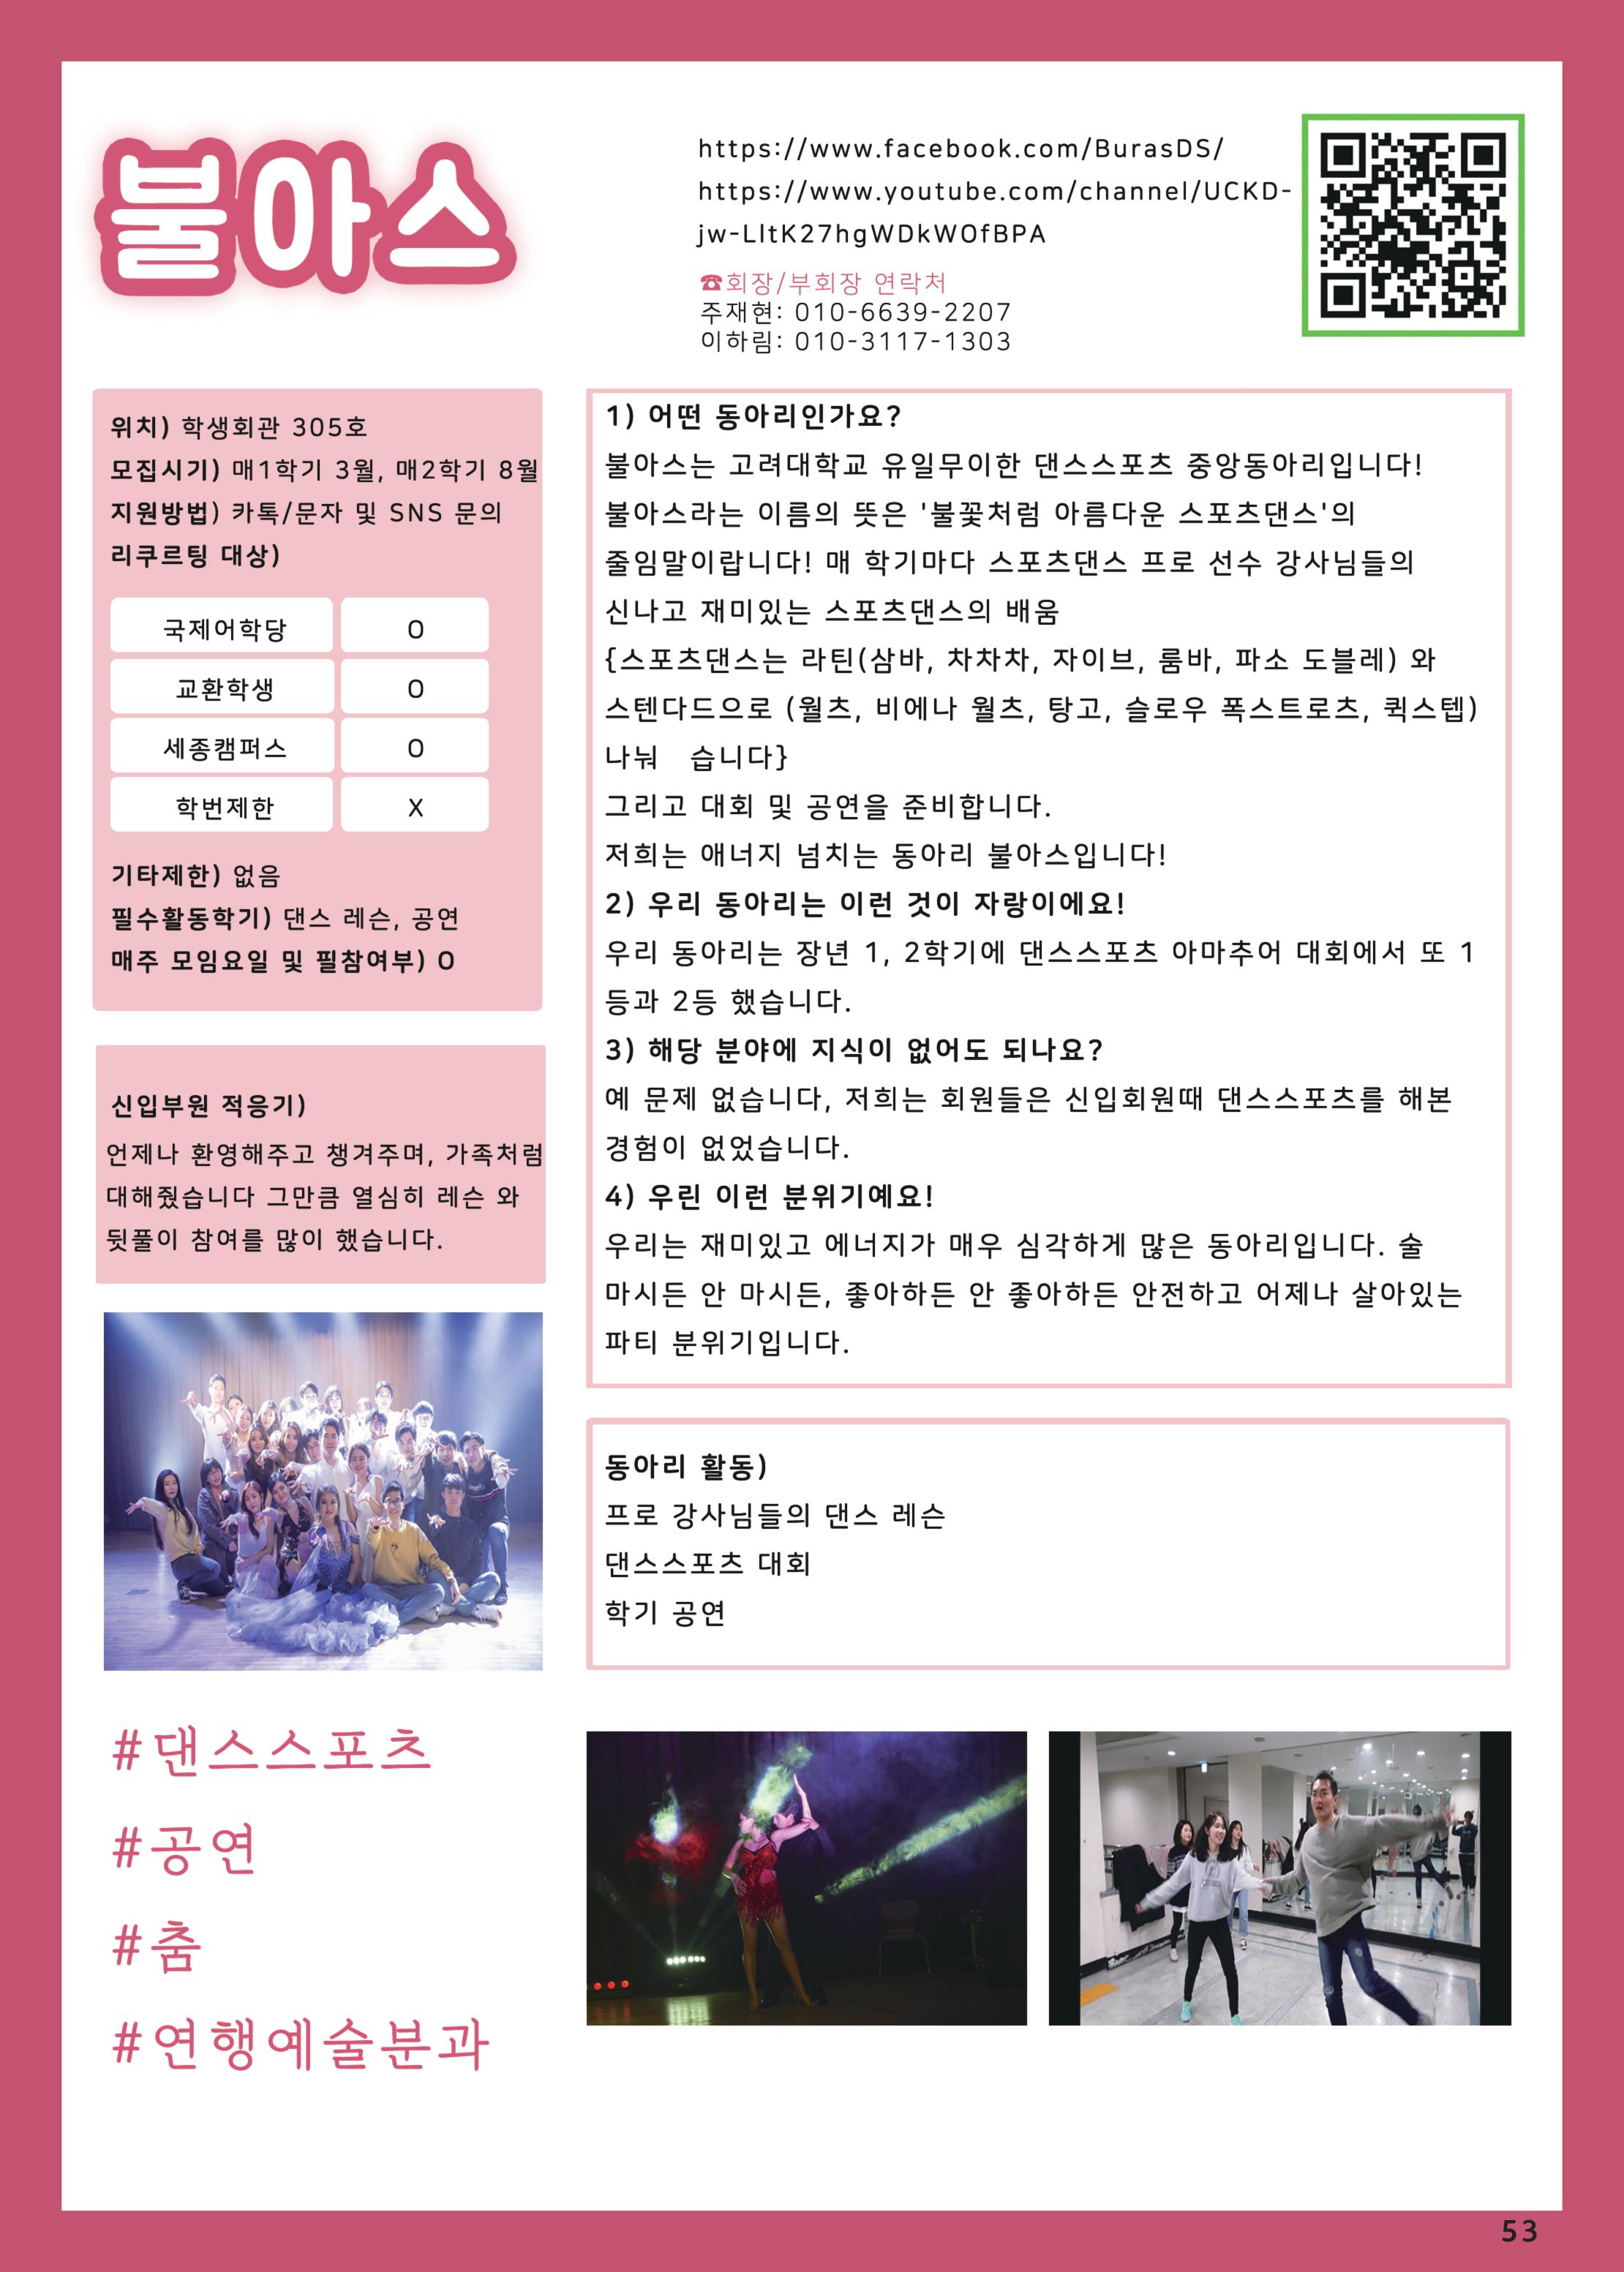 불아스
https://www.facebook.com/BurasDS/
https://www.youtube.com/channel/UCKD-
jw-LltK27hgWDkWOfBPA
☎회장/부회장 연락처
주재현: 010-6639-2207
이하림: 010-3117-1303
위치) 학생회관 305호
모집시기) 매1학기 3월, 매2학기 8월
지원방법) 카톡/문자 및 SNS 문의
리쿠르팅 대상)
국제어학당 O
교환학생 O
세종캠퍼스 O
학번제한 X
기타제한) 없음
필수활동학기) 댄스 레슨, 공연
매주 모임요일 및 필참여부) O
신입부원 적응기)
언제나 환영해주고 챙겨주며, 가족처럼
대해줬습니다 그만큼 열심히 레슨 와
뒷풀이 참여를 많이 했습니다.
1) 어떤 동아리인가요?
불아스는 고려대학교 유일무이한 댄스스포츠 중앙동아리입니다!
불아스라는 이름의 뜻은 '불꽃처럼 아름다운 스포츠댄스'의
줄임말이랍니다! 매 학기마다 스포츠댄스 프로 선수 강사님들의
신나고 재미있는 스포츠댄스의 배움
{스포츠댄스는 라틴(삼바, 차차차, 자이브, 룸바, 파소 도블레) 와
스텐다드으로 (월츠, 비에나 월츠, 탕고, 슬로우 폭스트로츠, 퀵스텝)
나눠 습니다}
그리고 대회 및 공연을 준비합니다.
저희는 애너지 넘치는 동아리 불아스입니다!
2) 우리 동아리는 이런 것이 자랑이에요!
우리 동아리는 장년 1, 2학기에 댄스스포츠 아마추어 대회에서 또 1
등과 2등 했습니다.
3) 해당 분야에 지식이 없어도 되나요?
예 문제 없습니다, 저희는 회원들은 신입회원때 댄스스포츠를 해본
경험이 없었습니다.
4) 우린 이런 분위기예요!
우리는 재미있고 에너지가 매우 심각하게 많은 동아리입니다. 술
마시든 안 마시든, 좋아하든 안 좋아하든 안전하고 어제나 살아있는
파티 분위기입니다.
동아리 활동)
프로 강사님들의 댄스 레슨
댄스스포츠 대회
학기 공연
#댄스스포츠
#공연
#춤
#연행예술분과
53